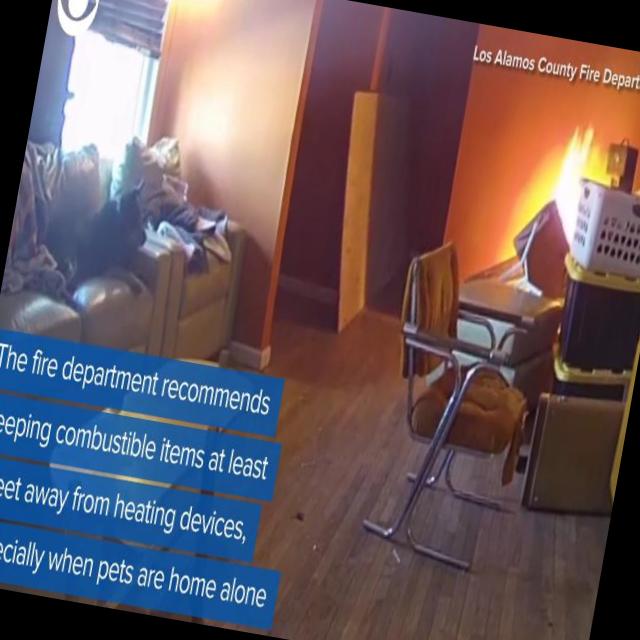 Los Alamos County Fire Depart
The fire department recommends
eeping combustible items at least
eet away from heating devices,
ecially when pets are home alone